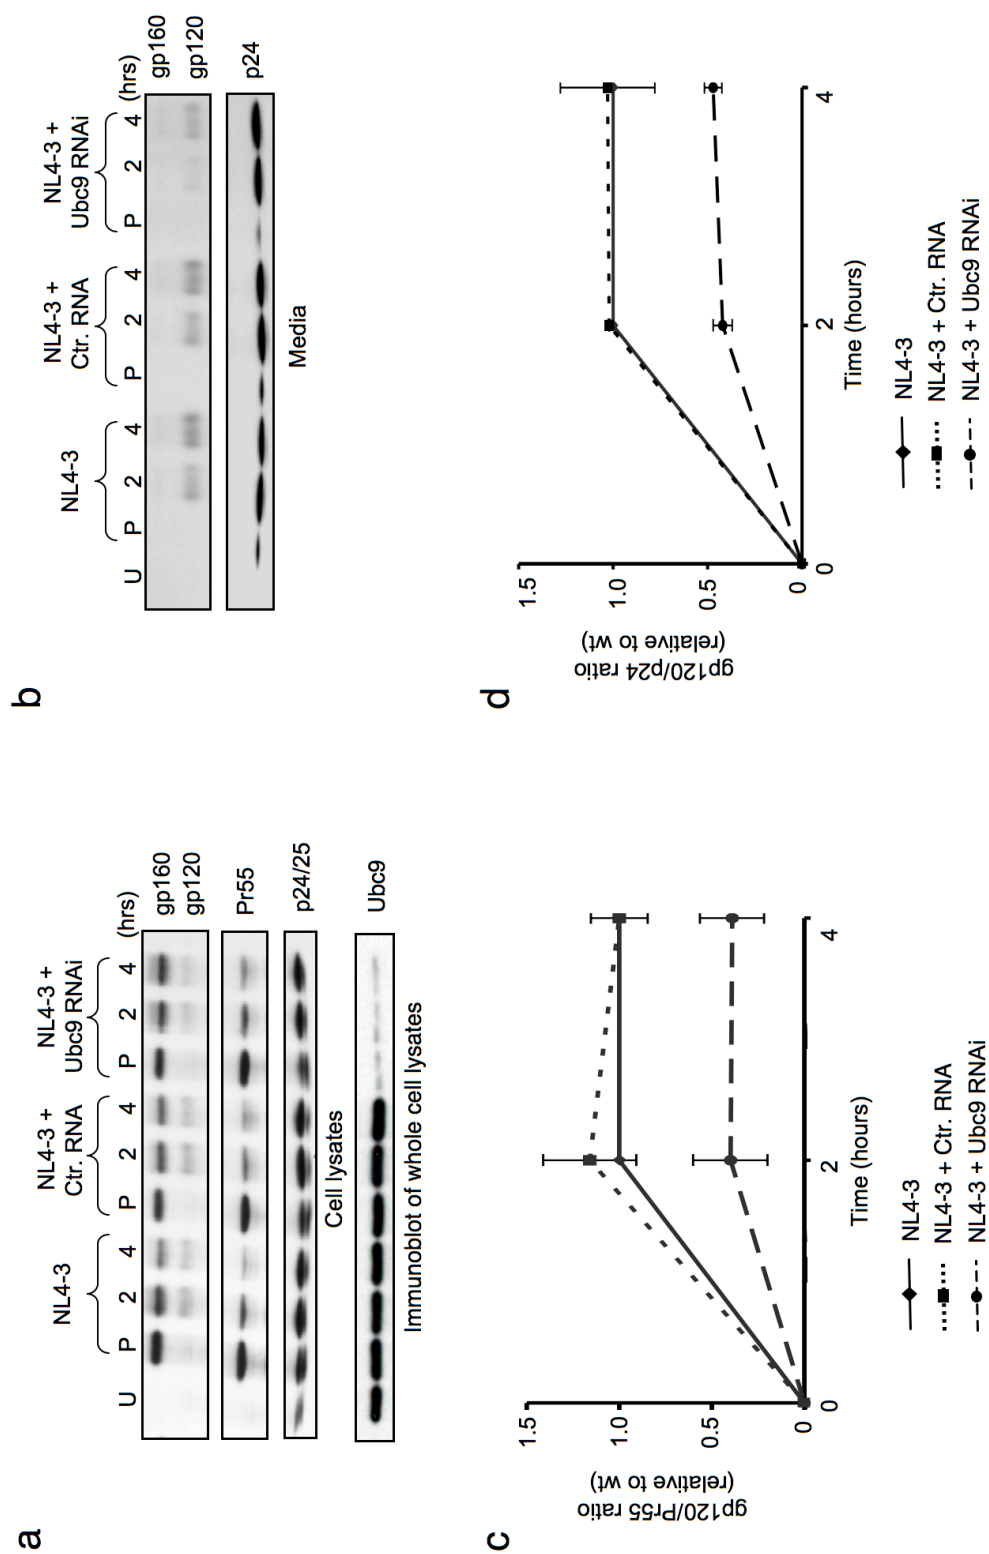 a
NL4-3
NL4-3 +
Ctr. RNA
NL4-3 +
Ubc9 RNAi
U P 2 4 P 2 4 P 2 4 (hrs)
gp160
gp120
Pr55
p24/25
Cell lysates
Ubc9
Immunoblot of whole cell lysates
b
NL4-3
NL4-3 +
Ctr. RNA
NL4-3 +
Ubc9 RNAi
U P 2 4 P 2 4 P 2 4 (hrs)
gp160
gp120
p24
Media
c
gp120/Pr55 ratio
(relative to wt)
1.5
1.0
0.5
0
0 2 4
Time (hours)
NL4-3
NL4-3 + Ctr. RNA
NL4-3 + Ubc9 RNAi
d
gp120/p24 ratio
(relative to wt)
1.5
1.0
0.5
0
0 2 4
Time (hours)
NL4-3
NL4-3 + Ctr. RNA
NL4-3 + Ubc9 RNAi